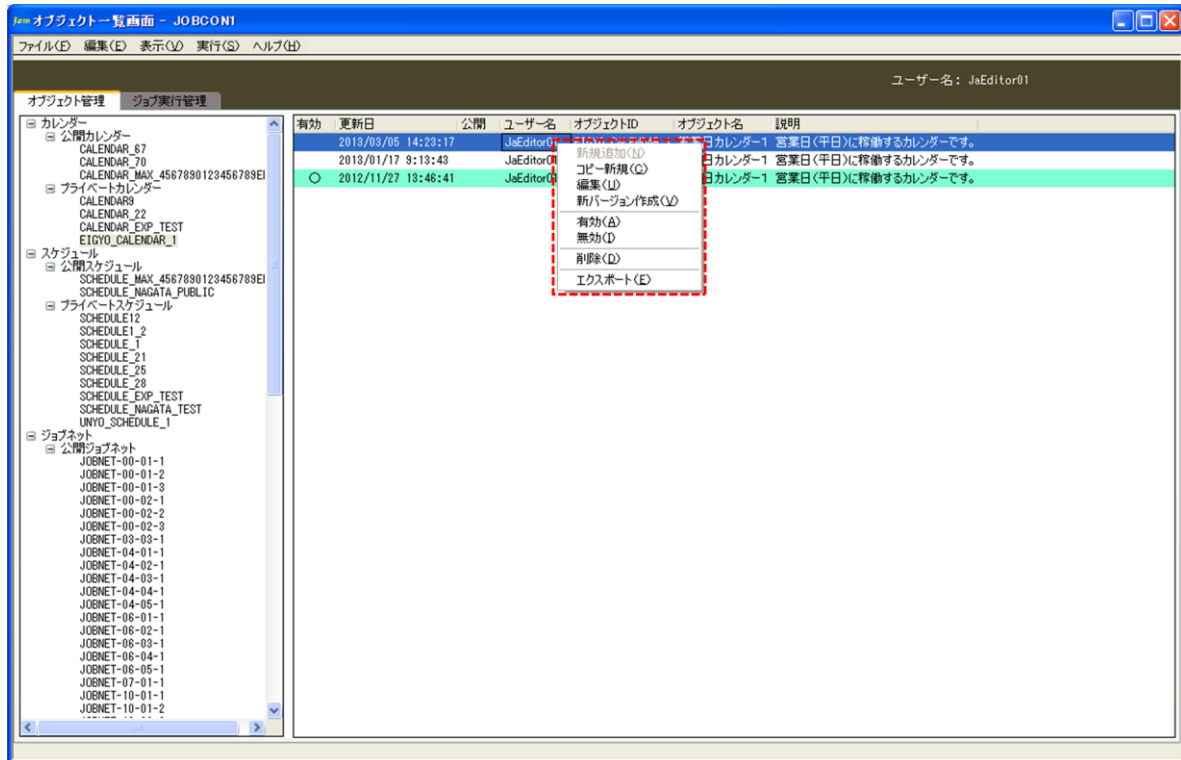 Jam オブジェクト一覧画面 - JOBCON1
ファイル(F) 編集(E) 表示(V) 実行(S) ヘルプ(H)
ユーザー名: JaEditor01
オブジェクト管理 ジョブ実行管理
カレンダー
公開カレンダー
CALENDAR_67
CALENDAR_70
CALENDAR_MAX_4567890123456789EI
プライベートカレンダー
CALENDAR9
CALENDAR_22
CALENDAR_EXP_TEST
EIGYO_CALENDAR_1
スケジュール
公開スケジュール
SCHEDULE_MAX_4567890123456789EI
SCHEDULE_NAGATA_PUBLIC
プライベートスケジュール
SCHEDULE12
SCHEDULE1_2
SCHEDULE_1
SCHEDULE_21
SCHEDULE_25
SCHEDULE_28
SCHEDULE_EXP_TEST
SCHEDULE_NAGATA_TEST
UNYO_SCHEDULE_1
ジョブネット
公開ジョブネット
JOBNET-00-01-1
JOBNET-00-01-2
JOBNET-00-01-3
JOBNET-00-02-1
JOBNET-00-02-2
JOBNET-00-02-3
JOBNET-03-03-1
JOBNET-04-01-1
JOBNET-04-02-1
JOBNET-04-03-1
JOBNET-04-04-1
JOBNET-04-05-1
JOBNET-06-01-1
JOBNET-06-02-1
JOBNET-06-03-1
JOBNET-06-04-1
JOBNET-06-05-1
JOBNET-07-01-1
JOBNET-10-01-1
JOBNET-10-01-2
有効 更新日 公開 ユーザー名 オブジェクトID オブジェクト名 説明
2013/03/05 14:23:17 JaEditor01 日カレンダー1 営業日(平日)に稼働するカレンダーです。
2013/01/17 9:13:43 JaEditor0 日カレンダー1 営業日(平日)に稼働するカレンダーです。
○ 2012/11/27 13:46:41 JaEditor0 日カレンダー1 営業日(平日)に稼働するカレンダーです。
新規追加(N)
コピー新規(C)
編集(U)
新バージョン作成(V)
有効(A)
無効(I)
削除(D)
エクスポート(E)